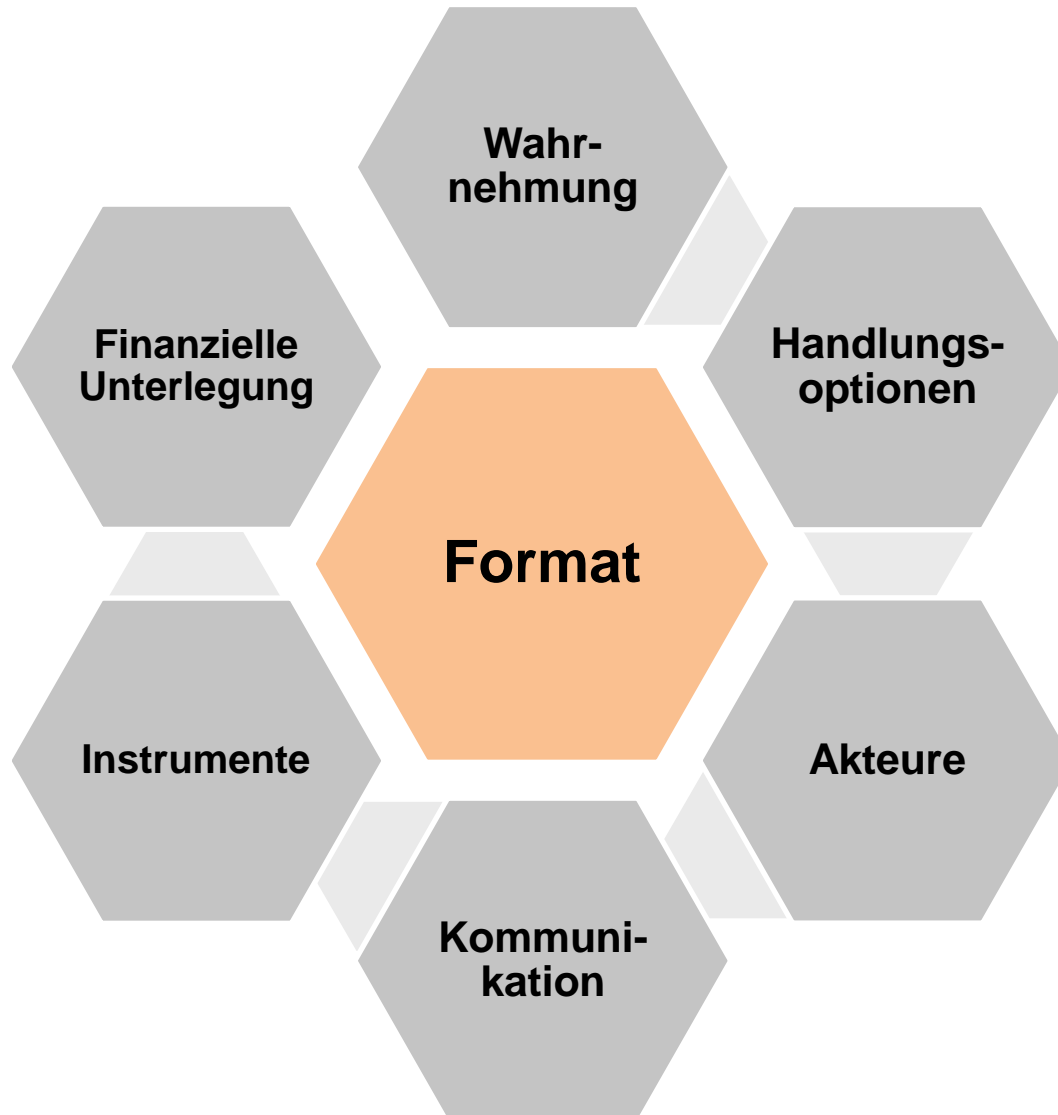 Wahr-
nehmung
Handlungs-
optionen
Akteure
Kommuni-
kation
Instrumente
Finanzielle
Unterlegung
Format